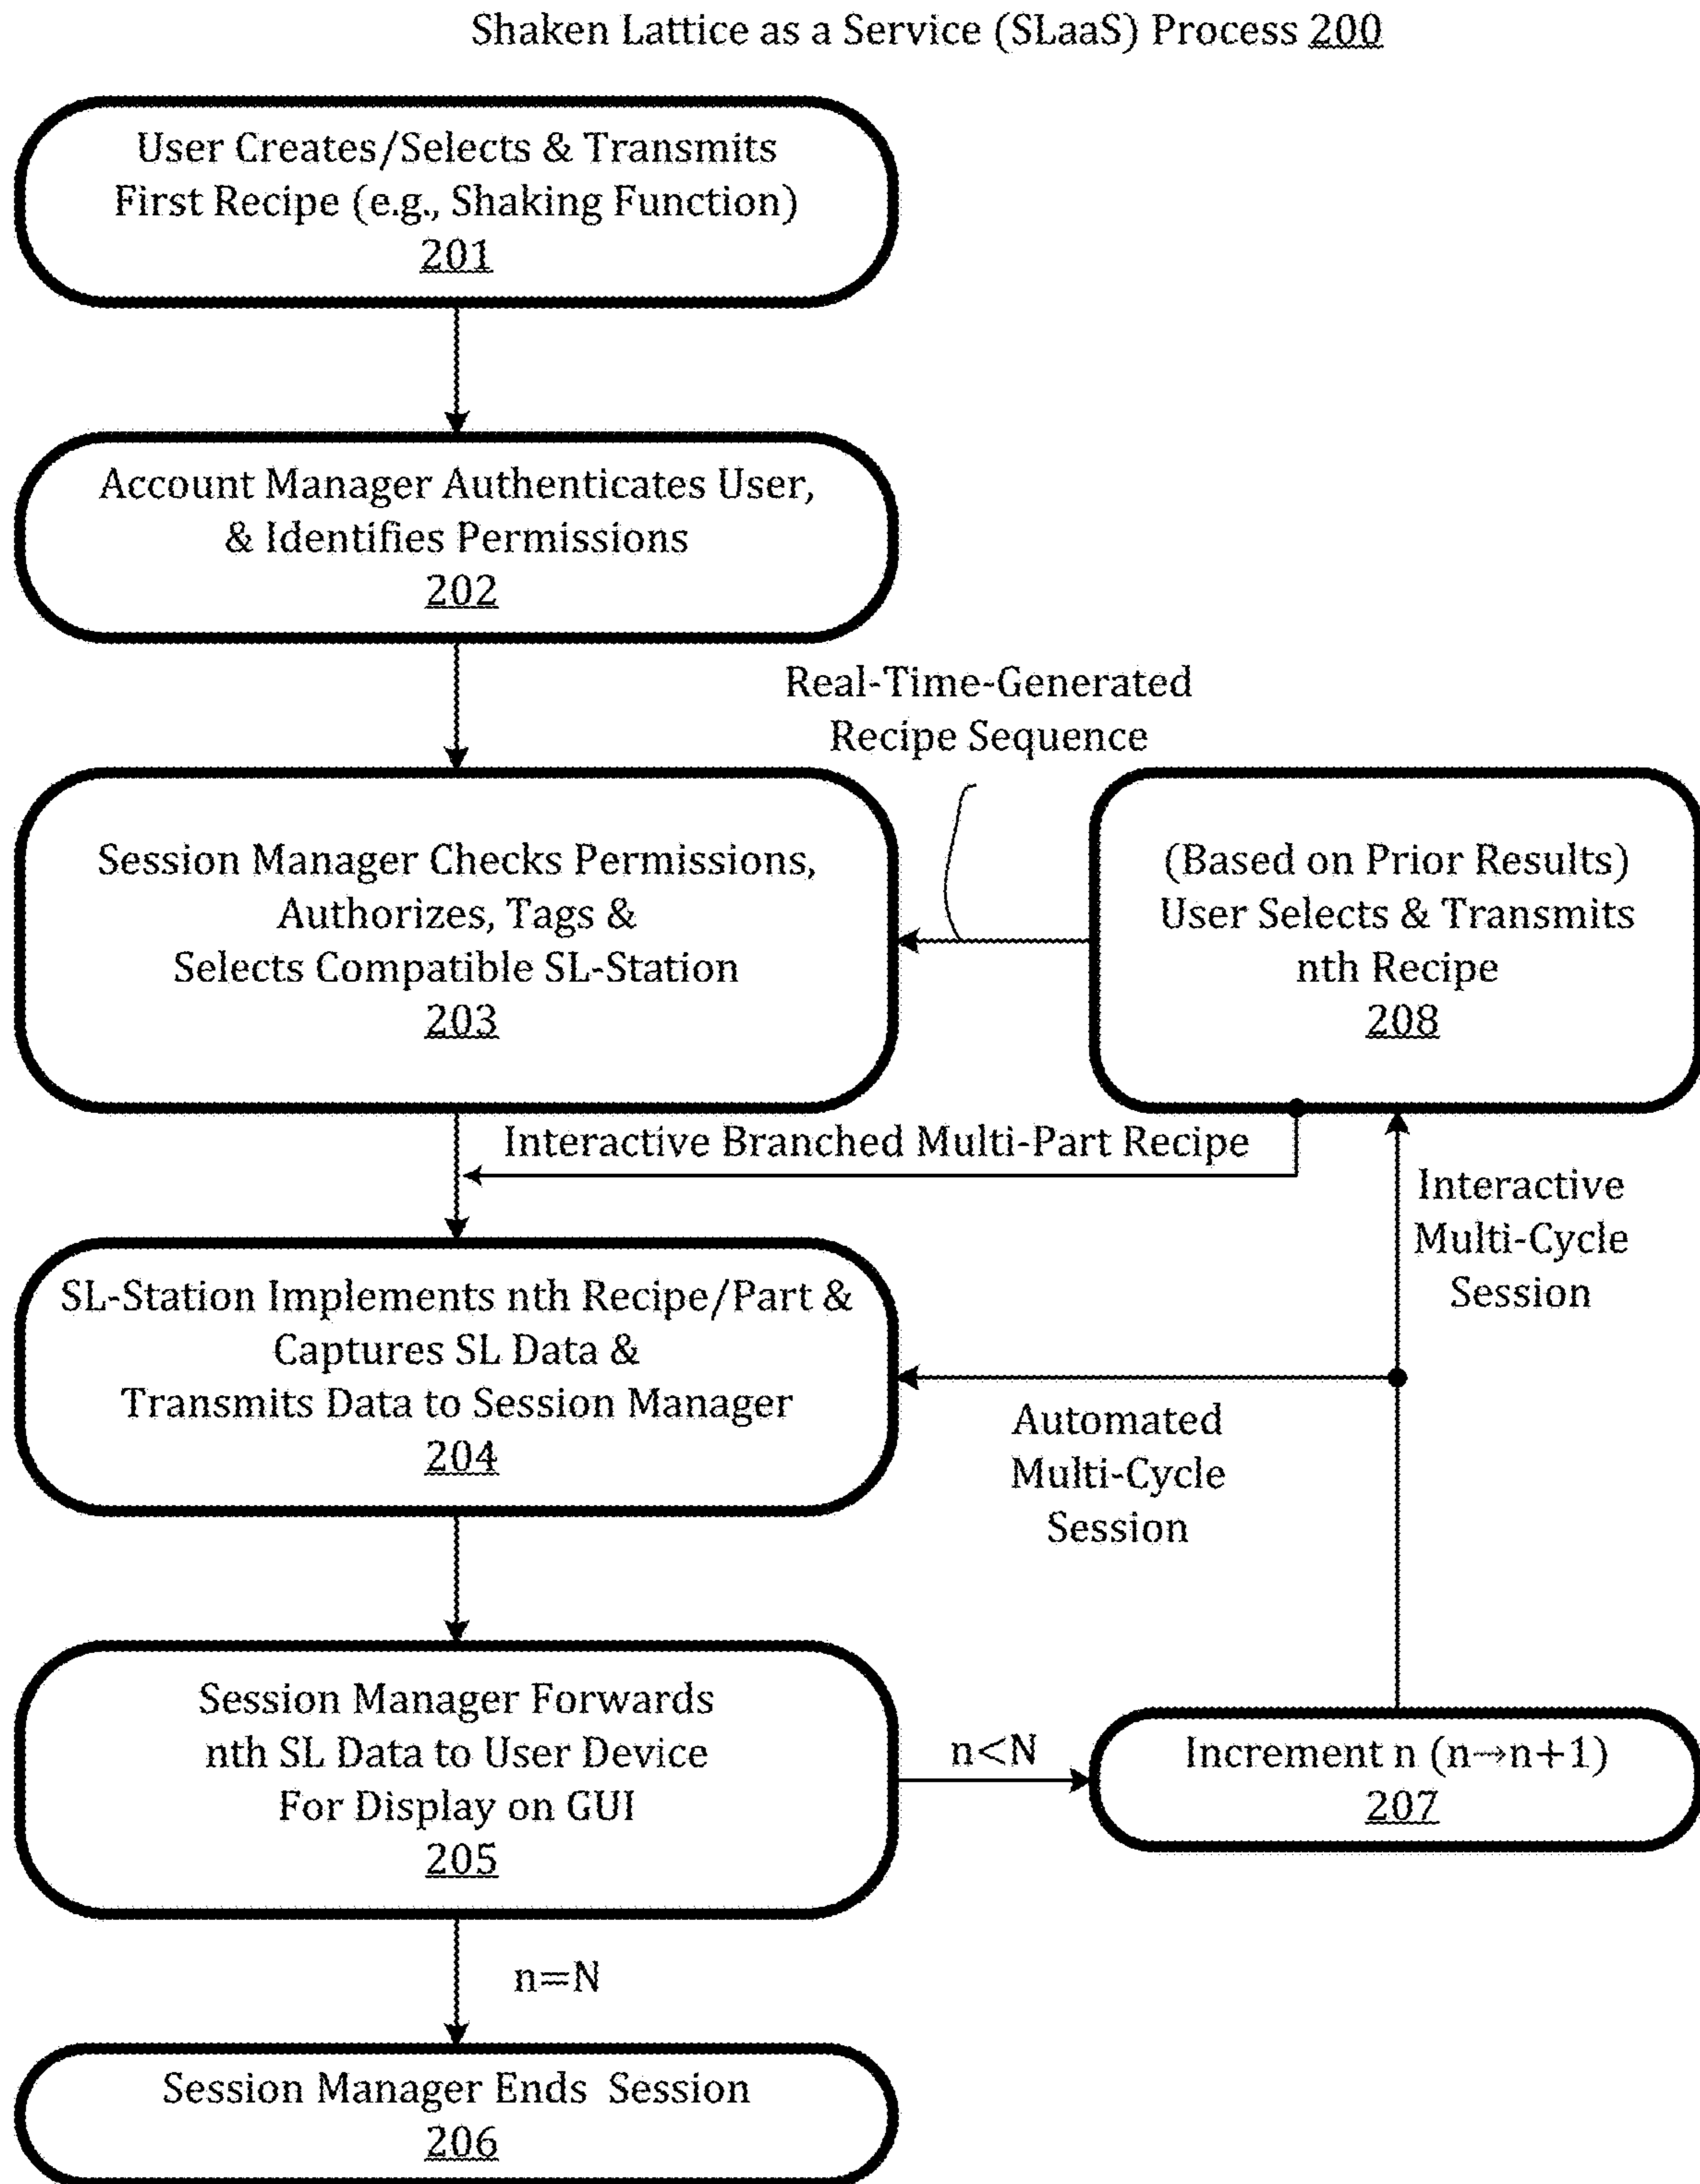 Shaken Lattice as a Service (SLaaS) Process 200
User Creates/Selects & Transmits
First Recipe (e.g., Shaking Function)
201
Account Manager Authenticates User,
& Identifies Permissions
202
Real-Time-Generated
Recipe Sequence
Session Manager Checks Permissions,
Authorizes, Tags &
Selects Compatible SL-Station
203
(Based on Prior Results)
User Selects & Transmits
nth Recipe
208
Interactive Branched Multi-Part Recipe
Interactive
Multi-Cycle
Session
SL-Station Implements nth Recipe/Part &
Captures SL Data &
Transmits Data to Session Manager
204
Automated
Multi-Cycle
Session
Session Manager Forwards
nth SL Data to User Device
For Display on GUI
205
n<N
Increment n (n→n+1)
207
n=N
Session Manager Ends Session
206